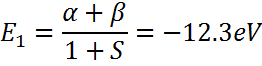 E₁ = (α + β) / (1 + S) = −12.3eV